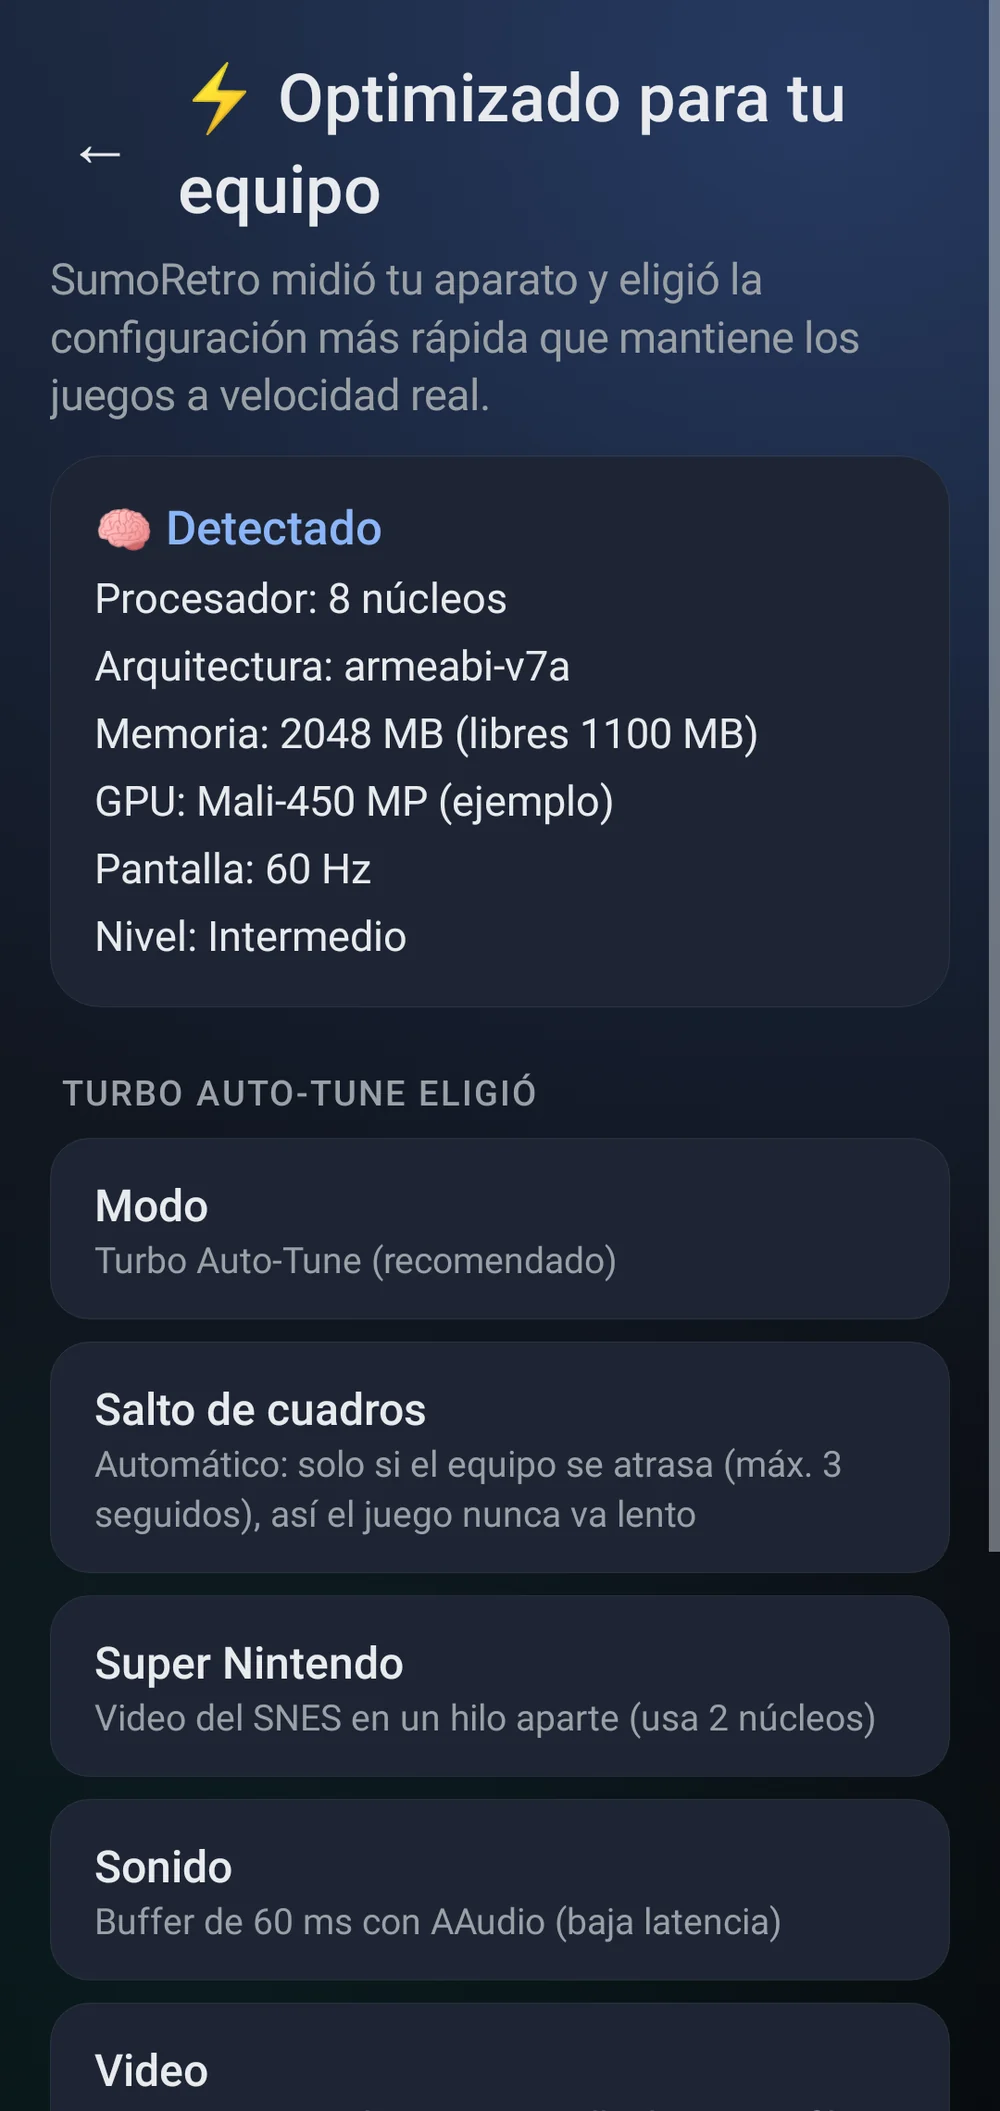 ⚡ Optimizado para tu
equipo
←
SumoRetro midió tu aparato y eligió la
configuración más rápida que mantiene los
juegos a velocidad real.
🧠 Detectado
Procesador: 8 núcleos
Arquitectura: armeabi-v7a
Memoria: 2048 MB (libres 1100 MB)
GPU: Mali-450 MP (ejemplo)
Pantalla: 60 Hz
Nivel: Intermedio
TURBO AUTO-TUNE ELIGIÓ
Modo
Turbo Auto-Tune (recomendado)
Salto de cuadros
Automático: solo si el equipo se atrasa (máx. 3
seguidos), así el juego nunca va lento
Super Nintendo
Video del SNES en un hilo aparte (usa 2 núcleos)
Sonido
Buffer de 60 ms con AAudio (baja latencia)
Video